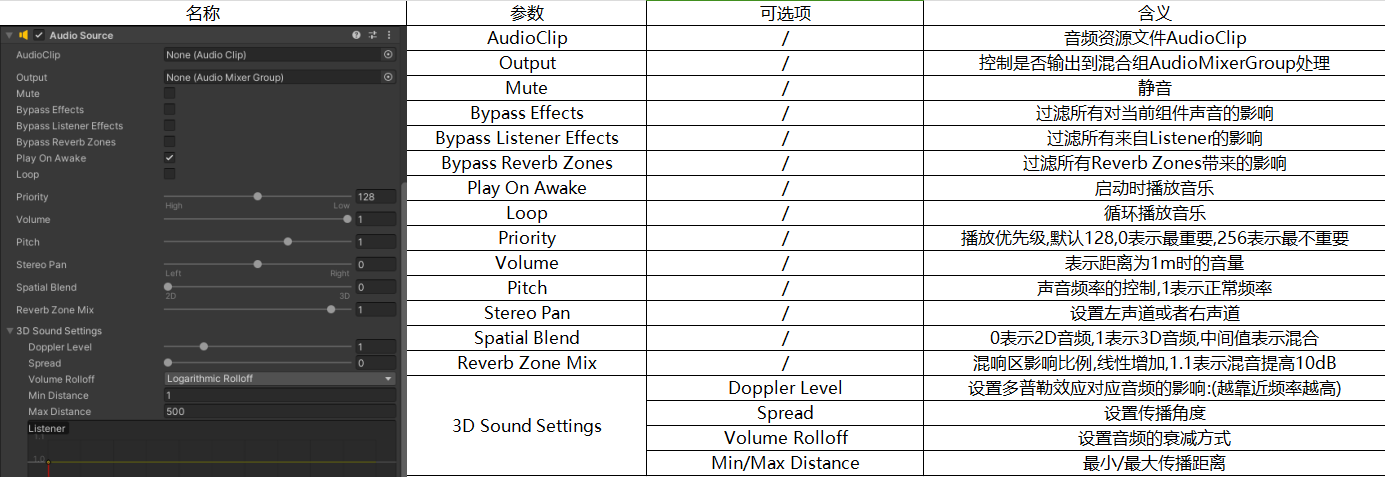 名称 参数 可选项 含义
Audio Source
AudioClip None (Audio Clip)
Output None (Audio Mixer Group)
Mute
Bypass Effects
Bypass Listener Effects
Bypass Reverb Zones
Play On Awake
Loop
Priority 128
High Low
Volume 1
Pitch 1
Stereo Pan 0
Left Right
Spatial Blend 0
2D 3D
Reverb Zone Mix 1
3D Sound Settings
Doppler Level 1
Spread 0
Volume Rolloff Logarithmic Rolloff
Min Distance 1
Max Distance 500
Listener
1.1
1.0
AudioClip / 音频资源文件AudioClip
Output / 控制是否输出到混合组AudioMixerGroup处理
Mute / 静音
Bypass Effects / 过滤所有对当前组件声音的影响
Bypass Listener Effects / 过滤所有来自Listener的影响
Bypass Reverb Zones / 过滤所有Reverb Zones带来的影响
Play On Awake / 启动时播放音乐
Loop / 循环播放音乐
Priority / 播放优先级,默认128,0表示最重要,256表示最不重要
Volume / 表示距离为1m时的音量
Pitch / 声音频率的控制,1表示正常频率
Stereo Pan / 设置左声道或者右声道
Spatial Blend / 0表示2D音频,1表示3D音频,中间值表示混合
Reverb Zone Mix / 混响区影响比例,线性增加,1.1表示混音提高10dB
3D Sound Settings
Doppler Level 设置多普勒效应对应音频的影响:(越靠近频率越高)
Spread 设置传播角度
Volume Rolloff 设置音频的衰减方式
Min/Max Distance 最小/最大传播距离